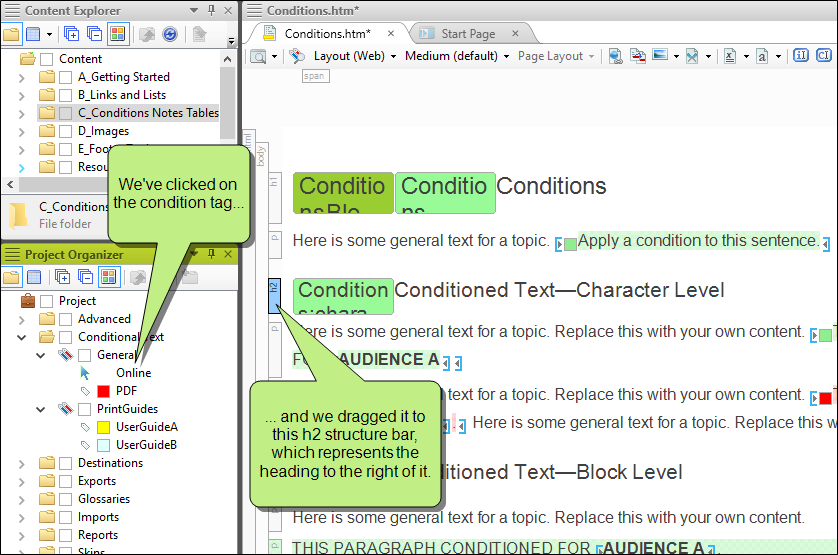 Content Explorer
Content
A_Getting Started
B_Links and Lists
C_Conditions Notes Tables
D_Images
E_Foo
Resou
C_Conditions
File folder
We've clicked on
the condition tag...
Project Organizer
Project
Advanced
Conditional Text
General
Online
PDF
PrintGuides
UserGuideA
UserGuideB
Destinations
Exports
Glossaries
Imports
Reports
Skins
Conditions.htm*
Conditions.htm*
Start Page
Layout (Web)
Medium (default)
Page Layout
span
html
body
h1
Conditio
Conditio
Conditions
nsBlo
ns
p
Here is some general text for a topic.
Apply a condition to this sentence.
h2
Condition
Conditioned Text—Character Level
s:chara
p
Here is some general text for a topic. Replace this with your own content.
FO
AUDIENCE A
some general text for a topic. Replace this with your own content.
. Here is some general text for a topic. Replace this wi
... and we dragged it to
this h2 structure bar,
which represents the
heading to the right of it.
ditioned Text—Block Level
p
Here is some general text for a topic. Replace this with your own content.
p
THIS PARAGRAPH CONDITIONED FOR AUDIENCE A.